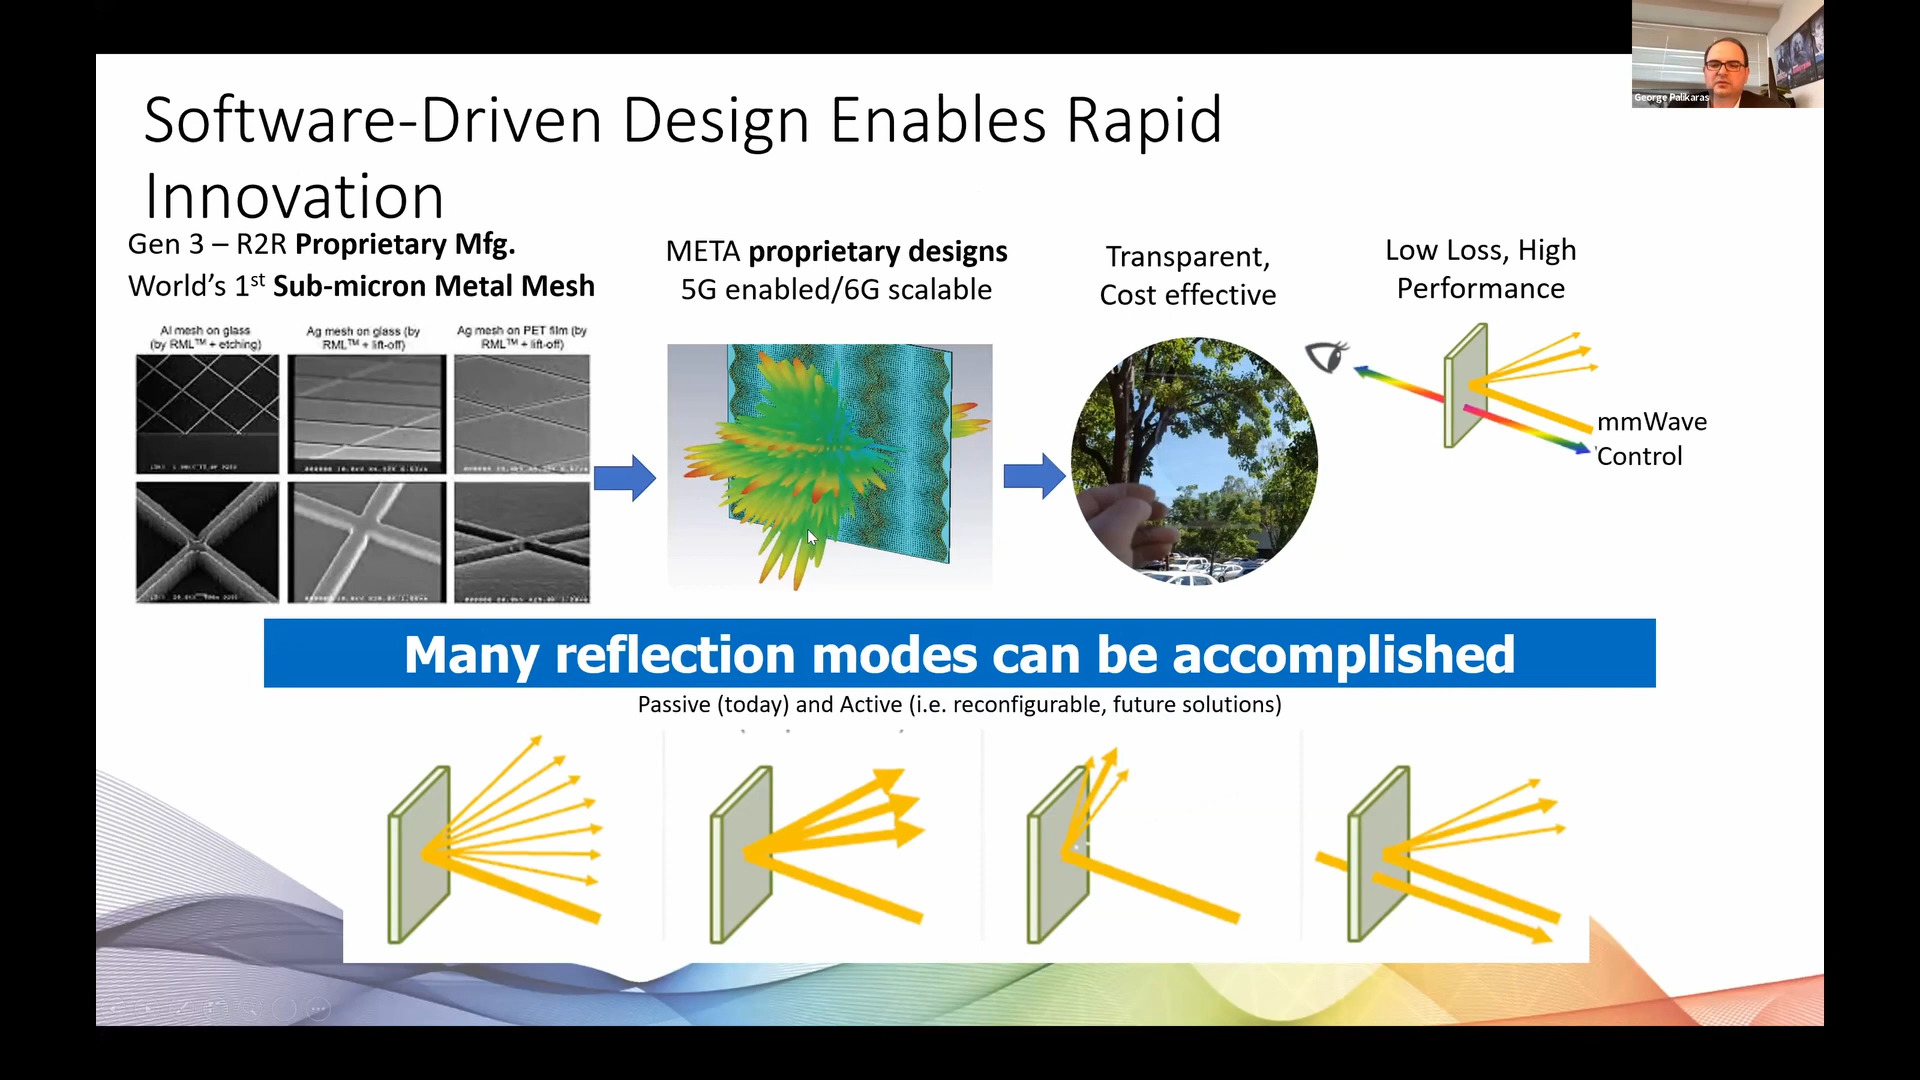 George Palikaras
Software-Driven Design Enables Rapid
Innovation
Gen 3 – R2R Proprietary Mfg.
World's 1st Sub-micron Metal Mesh
META proprietary designs
5G enabled/6G scalable
Transparent,
Cost effective
Low Loss, High
Performance
Al mesh on glass
(by RML™ + etching)
Ag mesh on glass (by
RML™ + lift-off)
Ag mesh on PET film (by
RML™ + lift-off)
mmWave
Control
Many reflection modes can be accomplished
Passive (today) and Active (i.e. reconfigurable, future solutions)